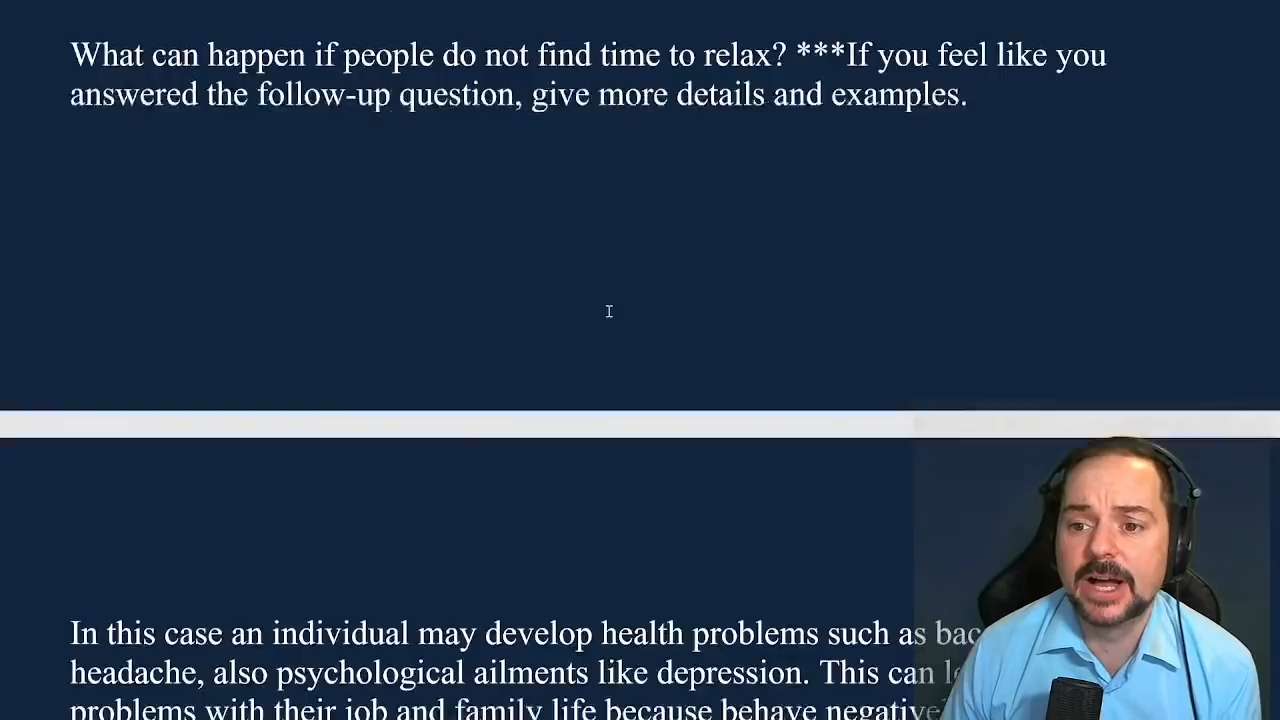 What can happen if people do not find time to relax? ***If you feel like you
answered the follow-up question, give more details and examples.
In this case an individual may develop health problems such as
headache, also psychological ailments like depression. This can
problems with their job and family life because behave